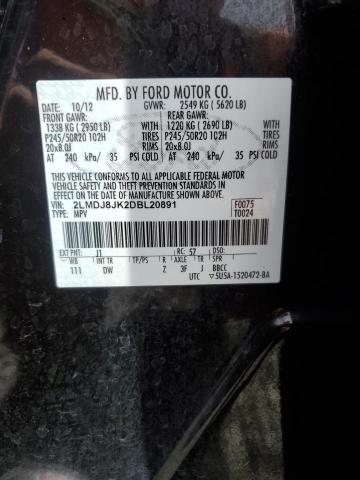 MFD. BY FORD MOTOR CO.
DATE: 10/12 GVWR: 2549 KG ( 5620 LB)
FRONT GAWR: REAR GAWR:
1338 KG ( 2950 LB) WITH 1220 KG ( 2690 LB) WITH
P245/50R20 102H TIRES P245/50R20 102H TIRES
20x8.0J RIMS 20x8.0J RIMS
AT 240 kPa/ 35 PSI COLD AT 240 kPa/ 35 PSI COLD
THIS VEHICLE CONFORMS TO ALL APPLICABLE FEDERAL MOTOR
VEHICLE SAFETY AND THEFT PREVENTION STANDARDS IN EFFECT
ON THE DATE OF MANUFACTURE SHOWN ABOVE.
VIN: 2LMDJ8JK2DBL20891 F0075
TYPE: MPV T0024
EXT PNT: J1 RC: 57 DSO:
WB BRK INT TR TP/PS R AXLE TR SPR
111 DW Z 3F J BBCC
UTC 5U5A-1520472-BA